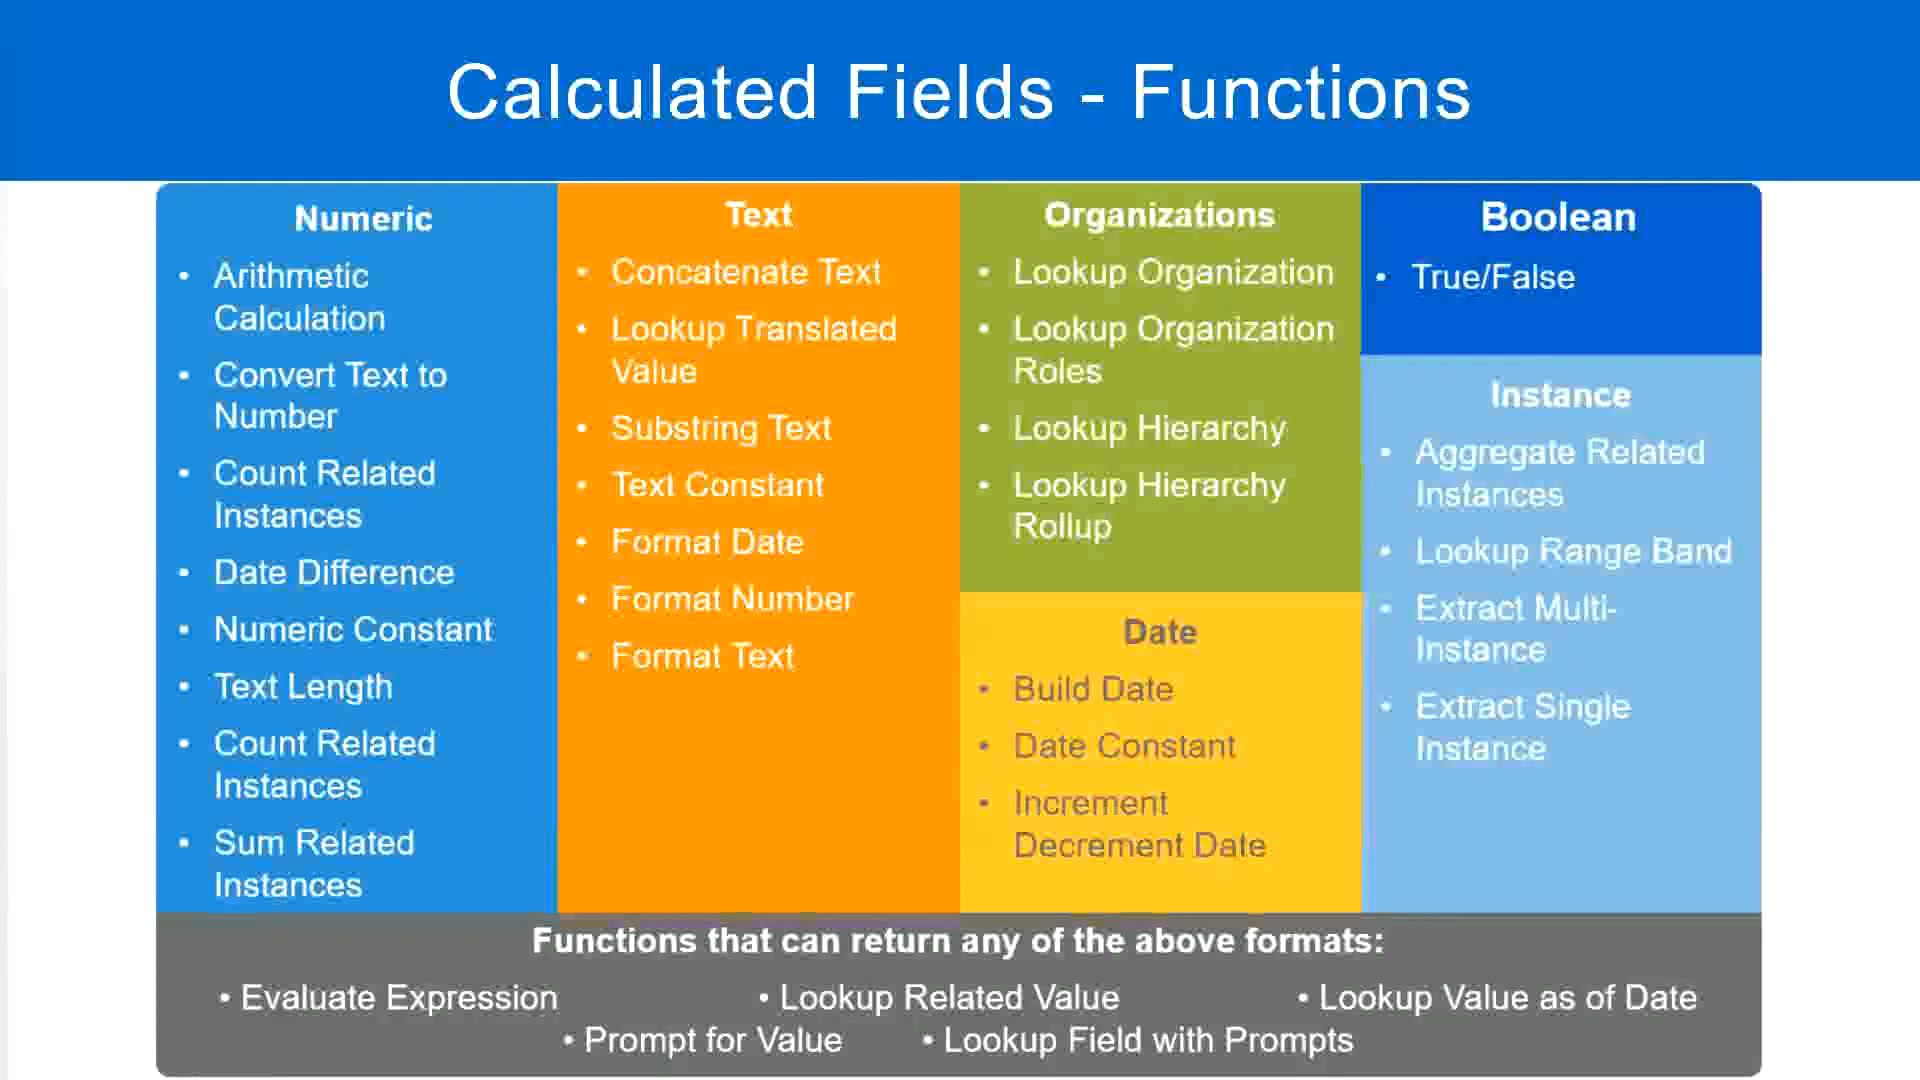 Calculated Fields - Functions
Numeric
• Arithmetic
Calculation
• Convert Text to
Number
• Count Related
Instances
• Date Difference
• Numeric Constant
• Text Length
• Count Related
Instances
• Sum Related
Instances
Text
• Concatenate Text
• Lookup Translated
Value
• Substring Text
• Text Constant
• Format Date
• Format Number
• Format Text
Organizations
• Lookup Organization
• Lookup Organization
Roles
• Lookup Hierarchy
• Lookup Hierarchy
Rollup
Date
• Build Date
• Date Constant
• Increment
Decrement Date
Boolean
• True/False
Instance
• Aggregate Related
Instances
• Lookup Range Band
• Extract Multi-
Instance
• Extract Single
Instance
Functions that can return any of the above formats:
• Evaluate Expression • Lookup Related Value • Lookup Value as of Date
• Prompt for Value • Lookup Field with Prompts